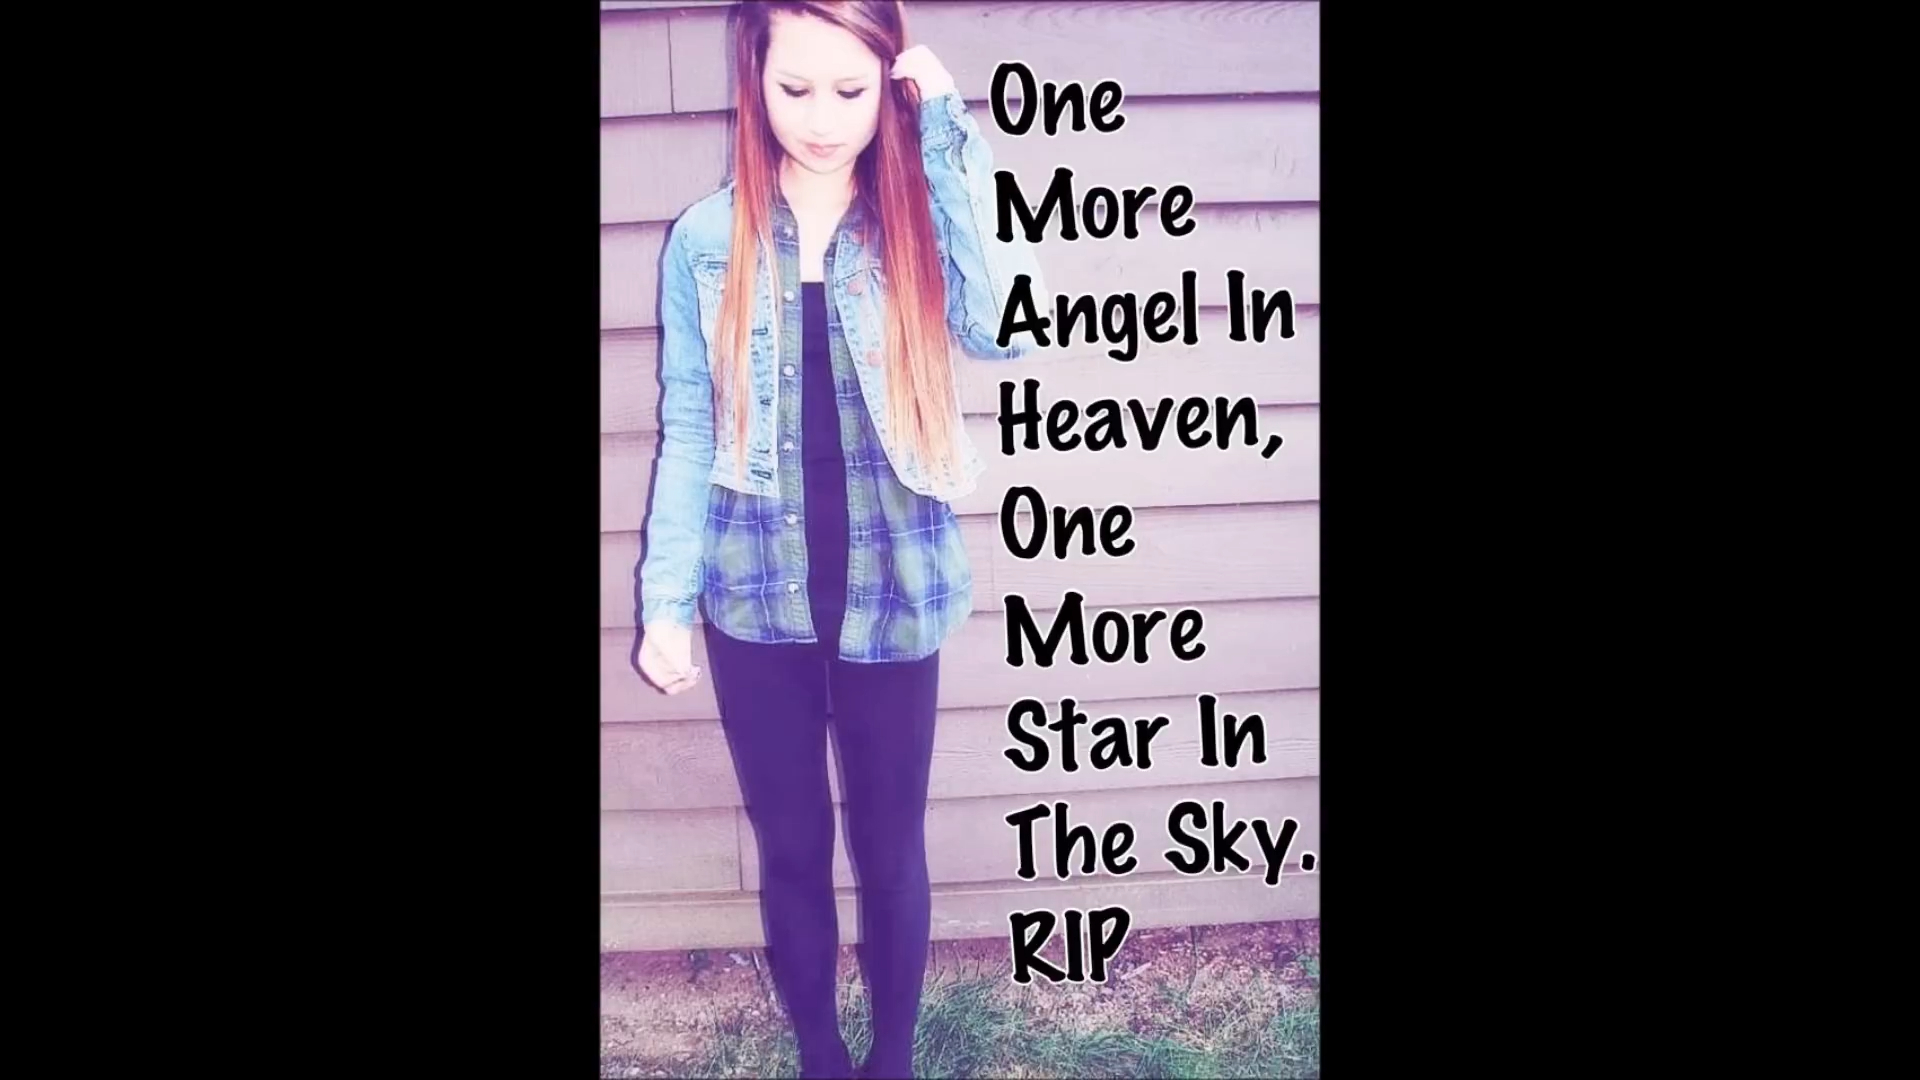 One
More
Angel In
Heaven,
One
More
Star In
The Sky.
RIP